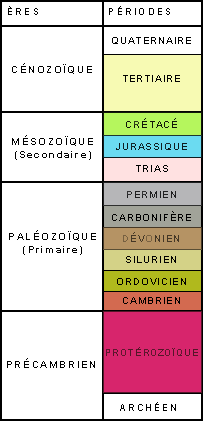 ÈRES PÉRIODES
QUATERNAIRE
CÉNOZOÏQUE
TERTIAIRE
CRÉTACÉ
MÉSOZOÏQUE
(Secondaire)
JURASSIQUE
TRIAS
PERMIEN
CARBONIFÈRE
PALÉOZOÏQUE
(Primaire)
DÉVONIEN
SILURIEN
ORDOVICIEN
CAMBRIEN
PRÉCAMBRIEN
PROTÉROZOÏQUE
ARCHÉEN